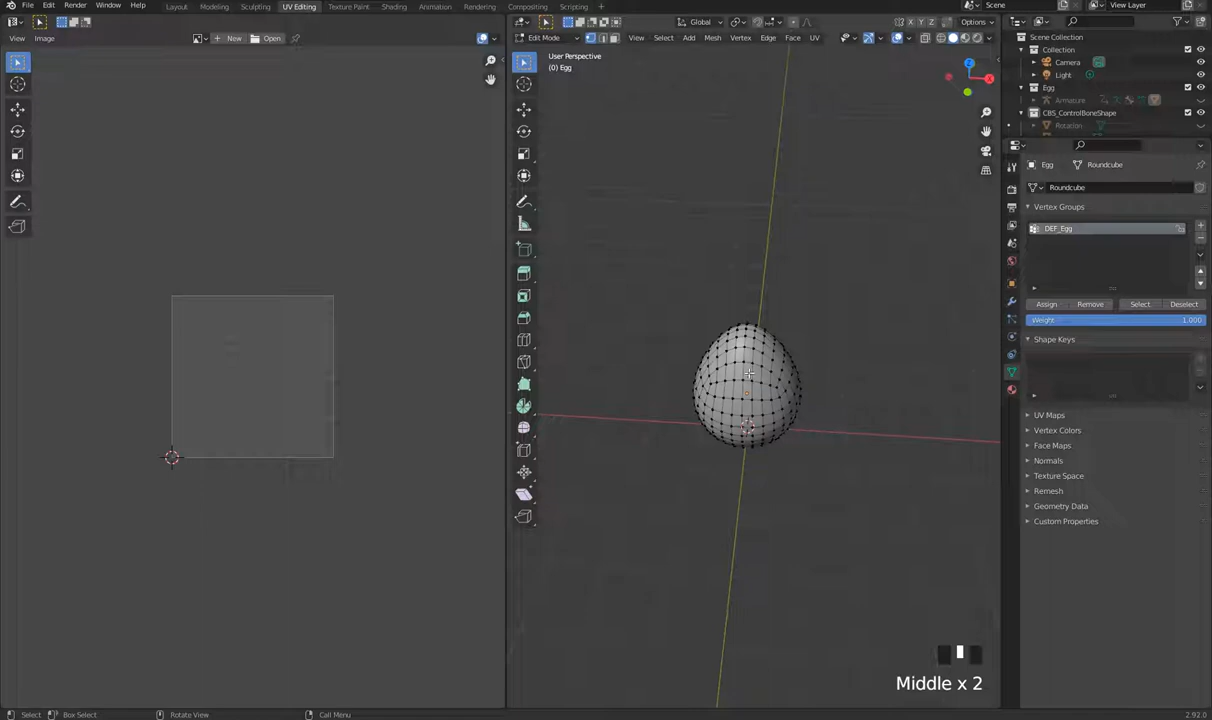 File Edit Render Window Help Layout Modeling Sculpting UV Editing Texture Paint Shading Animation Rendering Compositing Scripting + Scene View Layer
Global Options
View Image + New Open Edit Mode View Select Add Mesh Vertex Edge Face UV X Y Z
User Perspective
(0) Egg
Z
X
Scene Collection
Collection
Camera
Light
Egg
Armature
CBS_ControlBoneShape
Rotation
Egg Roundcube
Roundcube
Vertex Groups
DEF_Egg
Assign Remove Select Deselect
Weight 1.000
Shape Keys
UV Maps
Vertex Colors
Face Maps
Normals
Texture Space
Remesh
Geometry Data
Custom Properties
Middle x 2
Select Box Select Rotate View Call Menu 2.92.0